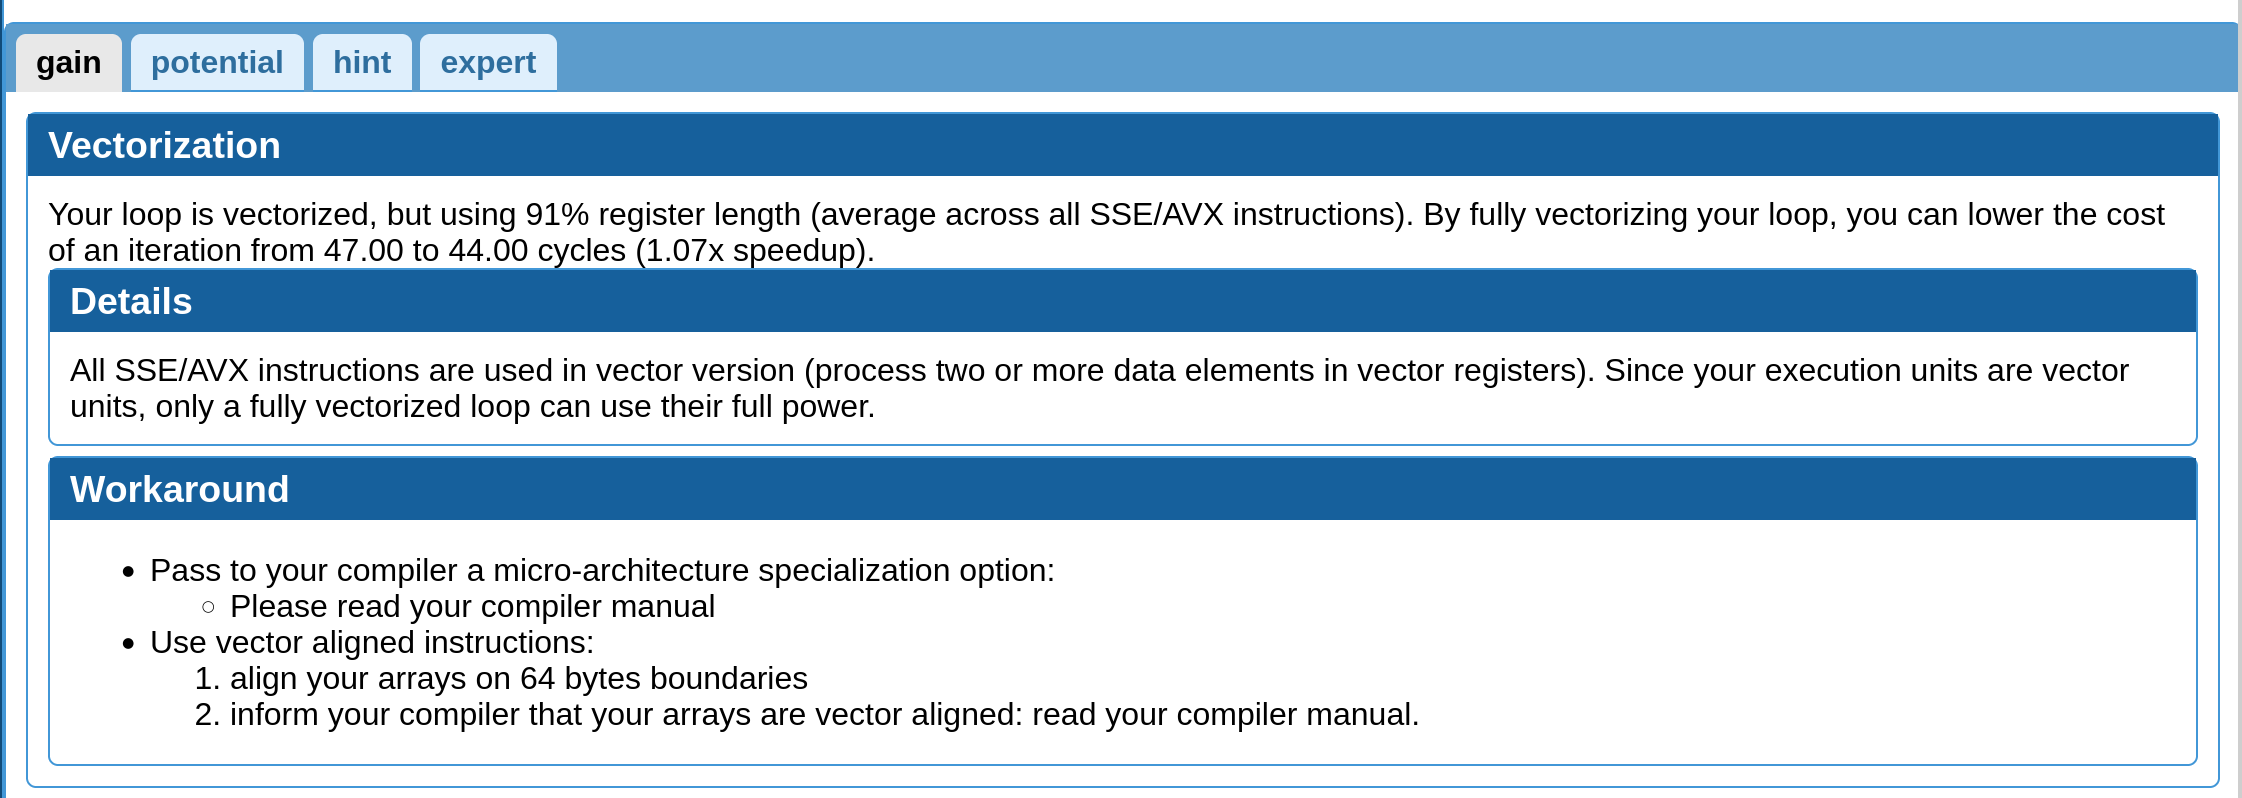 gain potential hint expert
Vectorization
Your loop is vectorized, but using 91% register length (average across all SSE/AVX instructions). By fully vectorizing your loop, you can lower the cost
of an iteration from 47.00 to 44.00 cycles (1.07x speedup).
Details
All SSE/AVX instructions are used in vector version (process two or more data elements in vector registers). Since your execution units are vector
units, only a fully vectorized loop can use their full power.
Workaround
• Pass to your compiler a micro-architecture specialization option:
○ Please read your compiler manual
• Use vector aligned instructions:
1. align your arrays on 64 bytes boundaries
2. inform your compiler that your arrays are vector aligned: read your compiler manual.